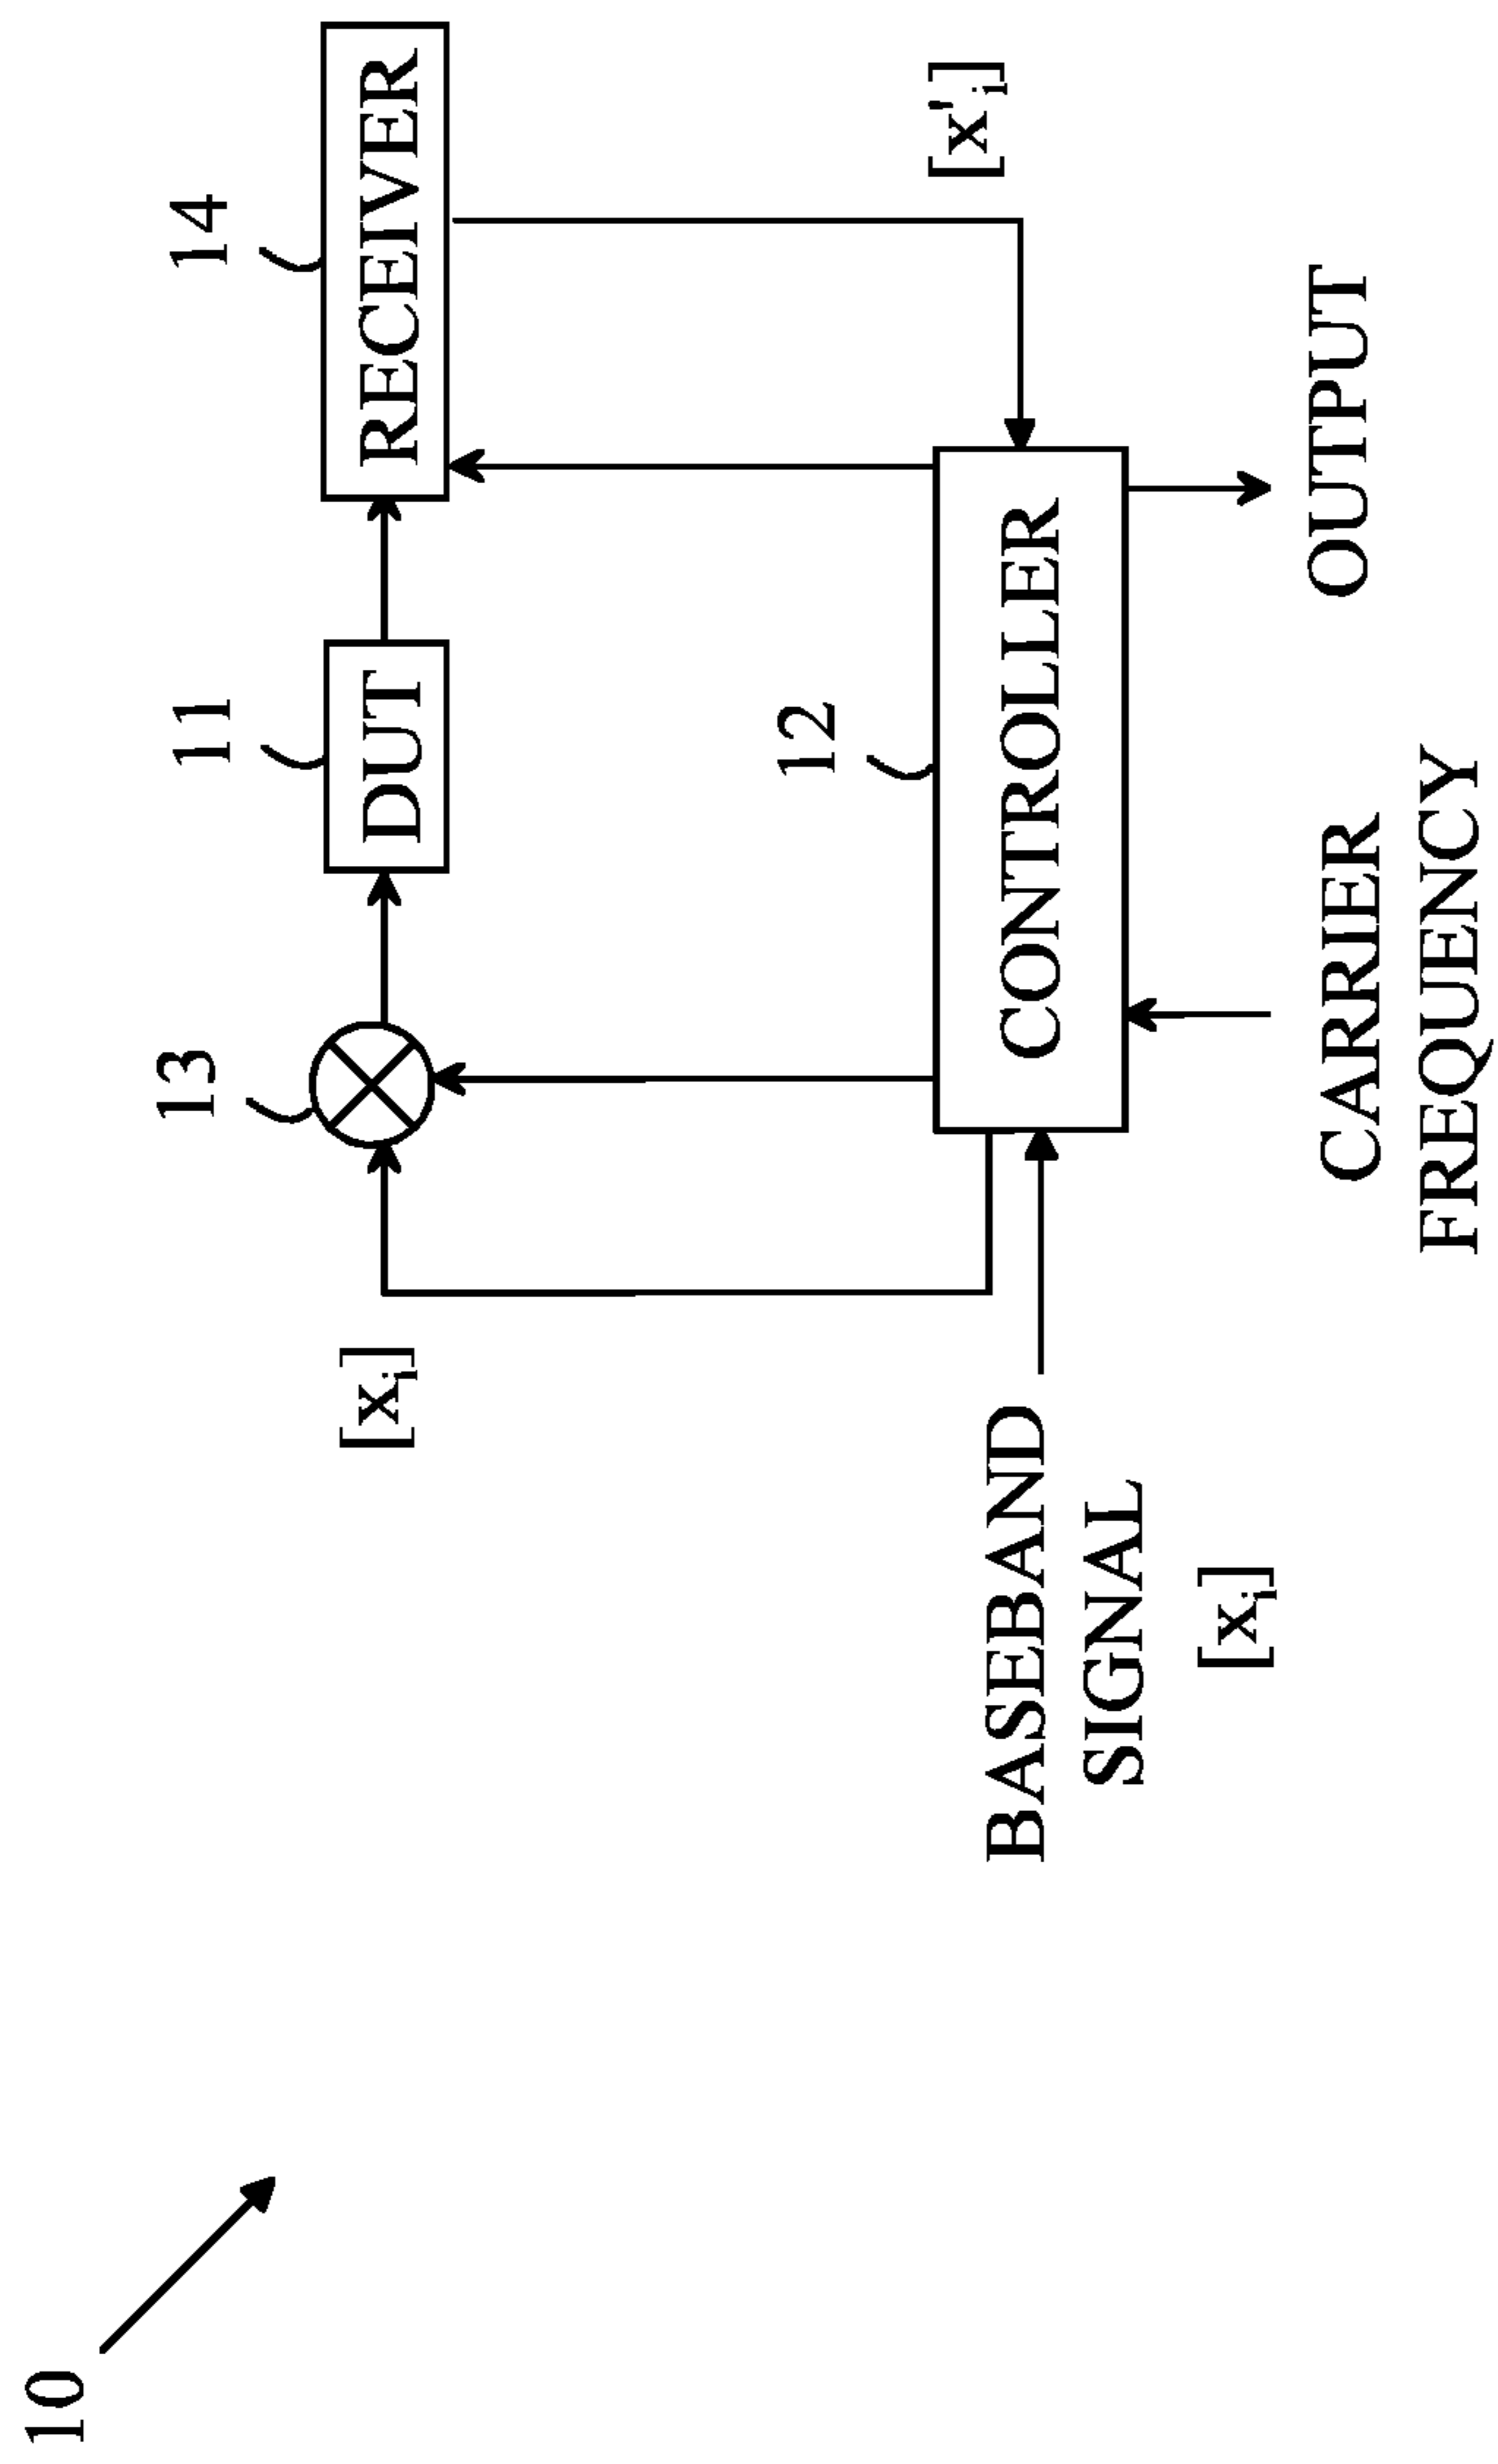 10
13
11
14
[xi]
DUT
RECEIVER
12
[x'i]
CONTROLLER
BASEBAND
SIGNAL
[xi]
CARRIER
FREQUENCY
OUTPUT